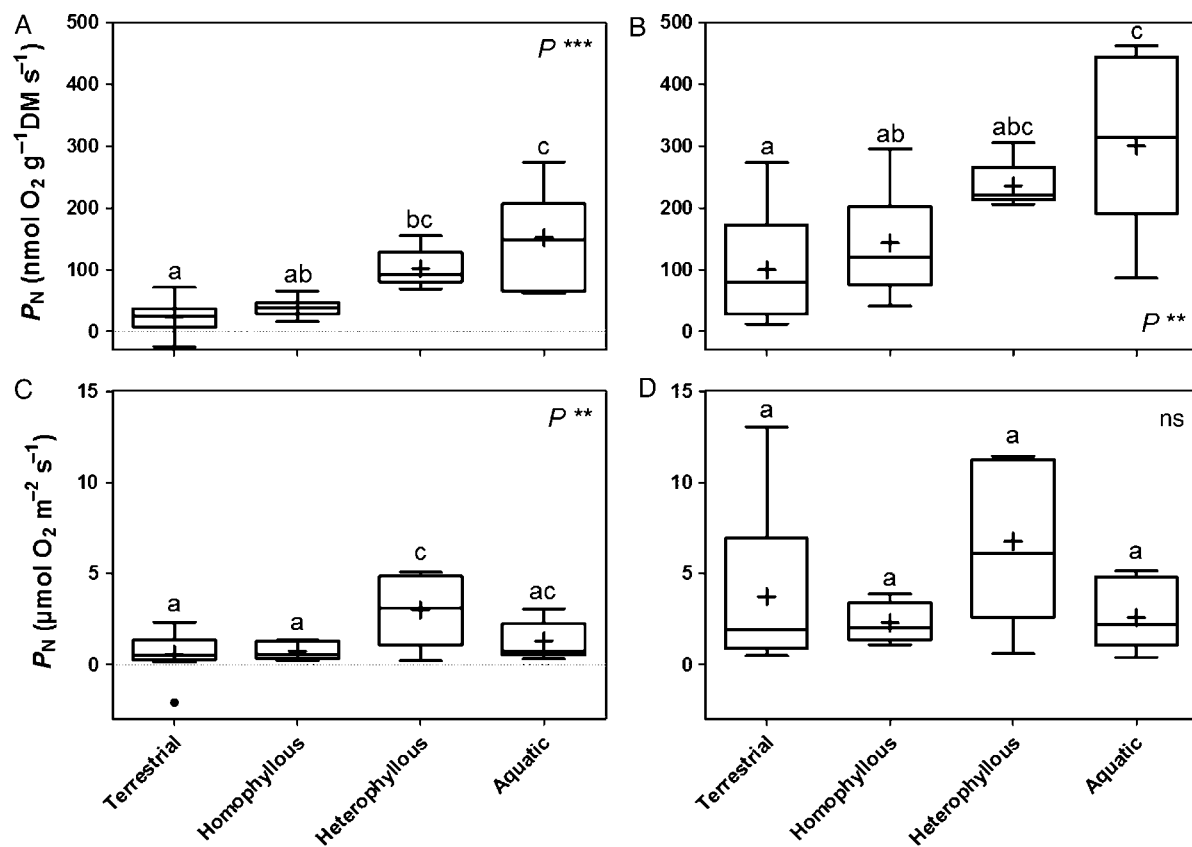 A
P ***
500
400
300
200
100
0
P_N (nmol O₂ g⁻¹DM s⁻¹)
a
ab
bc
c
B
500
400
300
200
100
0
a
ab
abc
c
P **
C
P **
15
10
5
0
P_N (µmol O₂ m⁻² s⁻¹)
a
a
c
ac
Terrestrial
Homophyllous
Heterophyllous
Aquatic
D
ns
15
10
5
0
a
a
a
a
Terrestrial
Homophyllous
Heterophyllous
Aquatic